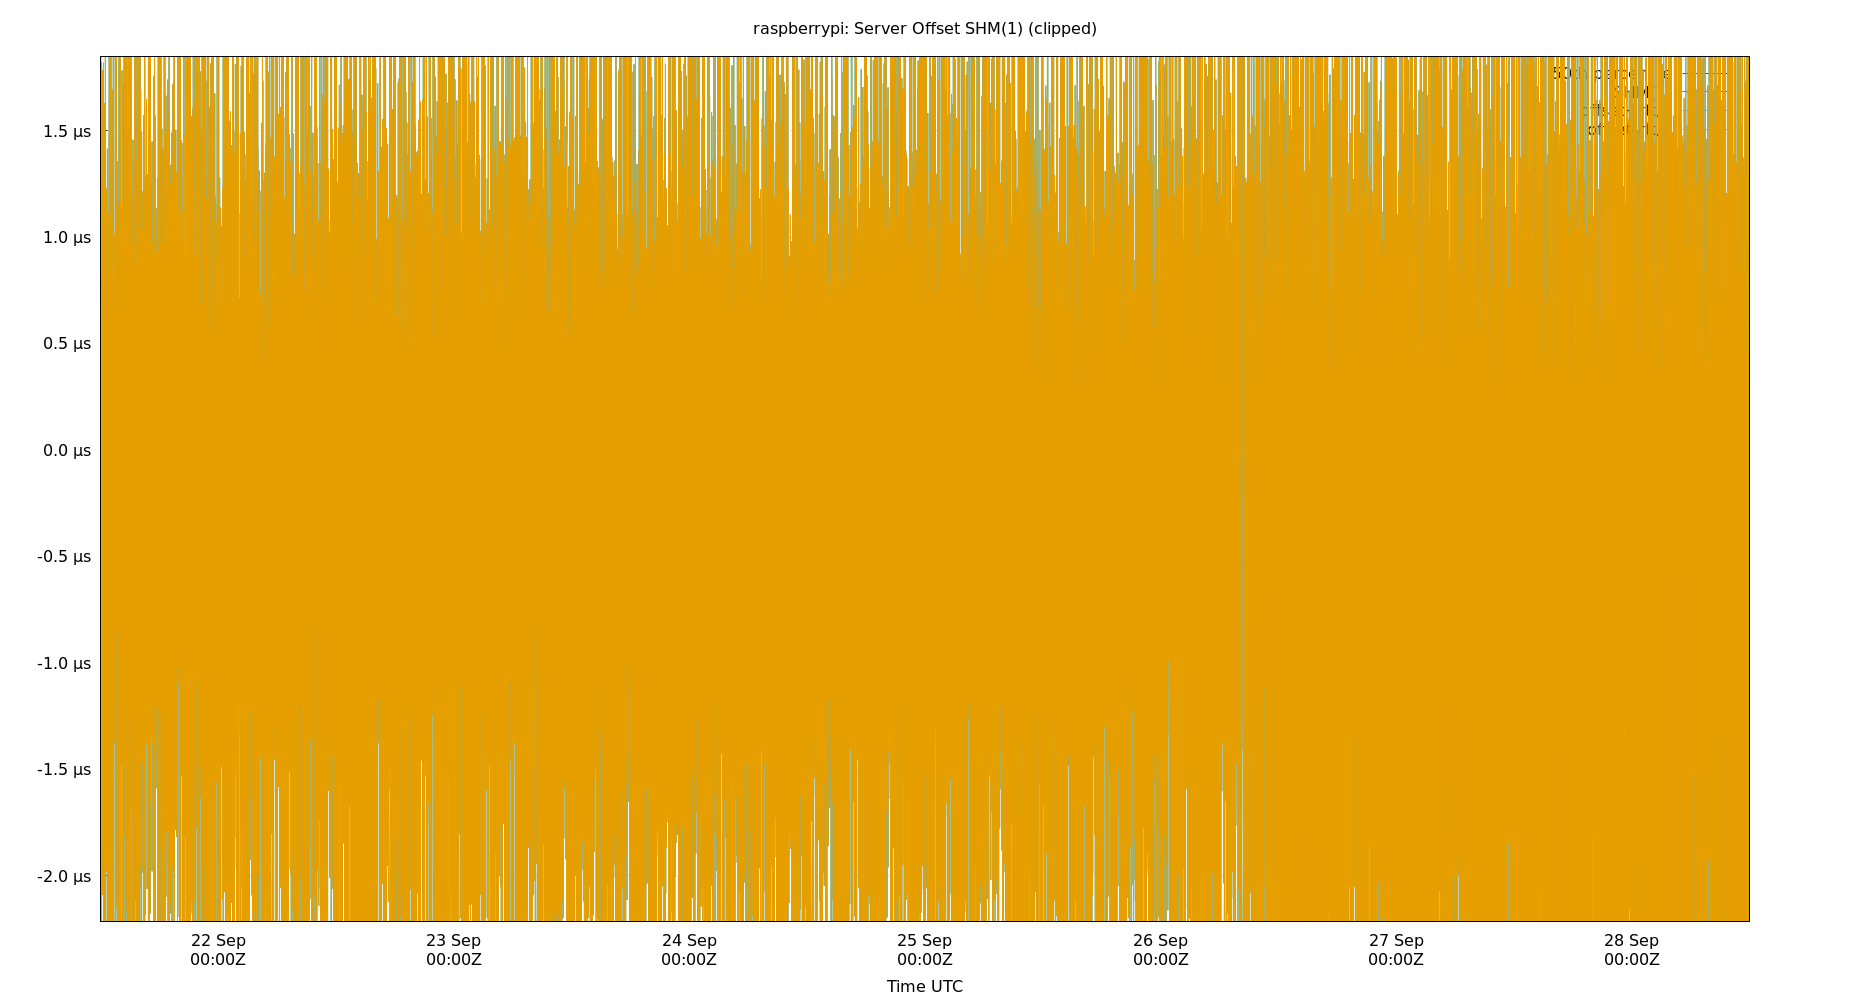 raspberrypi: Server Offset SHM(1) (clipped)
1.5 µs
1.0 µs
0.5 µs
0.0 µs
-0.5 µs
-1.0 µs
-1.5 µs
-2.0 µs
22 Sep 23 Sep 24 Sep 25 Sep 26 Sep 27 Sep 28 Sep
00:00Z 00:00Z 00:00Z 00:00Z 00:00Z 00:00Z 00:00Z
Time UTC